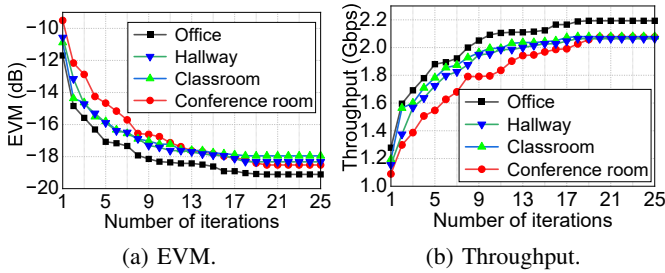 EVM (dB)
−10
−12
−14
−16
−18
−20
Office
Hallway
Classroom
Conference room
1 5 9 13 17 21 25
Number of iterations
(a) EVM.
Throughput (Gbps)
2.2
2.0
1.8
1.6
1.4
1.2
1.0
Office
Hallway
Classroom
Conference room
1 5 9 13 17 21 25
Number of iterations
(b) Throughput.